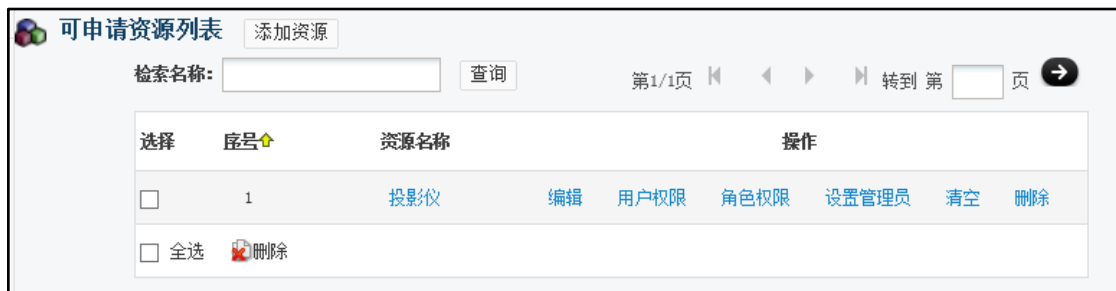 可申请资源列表 添加资源
检索名称: 查询 第1/1页 转到 第 页
选择 序号 资源名称 操作
1 投影仪 编辑 用户权限 角色权限 设置管理员 清空 删除
全选 删除